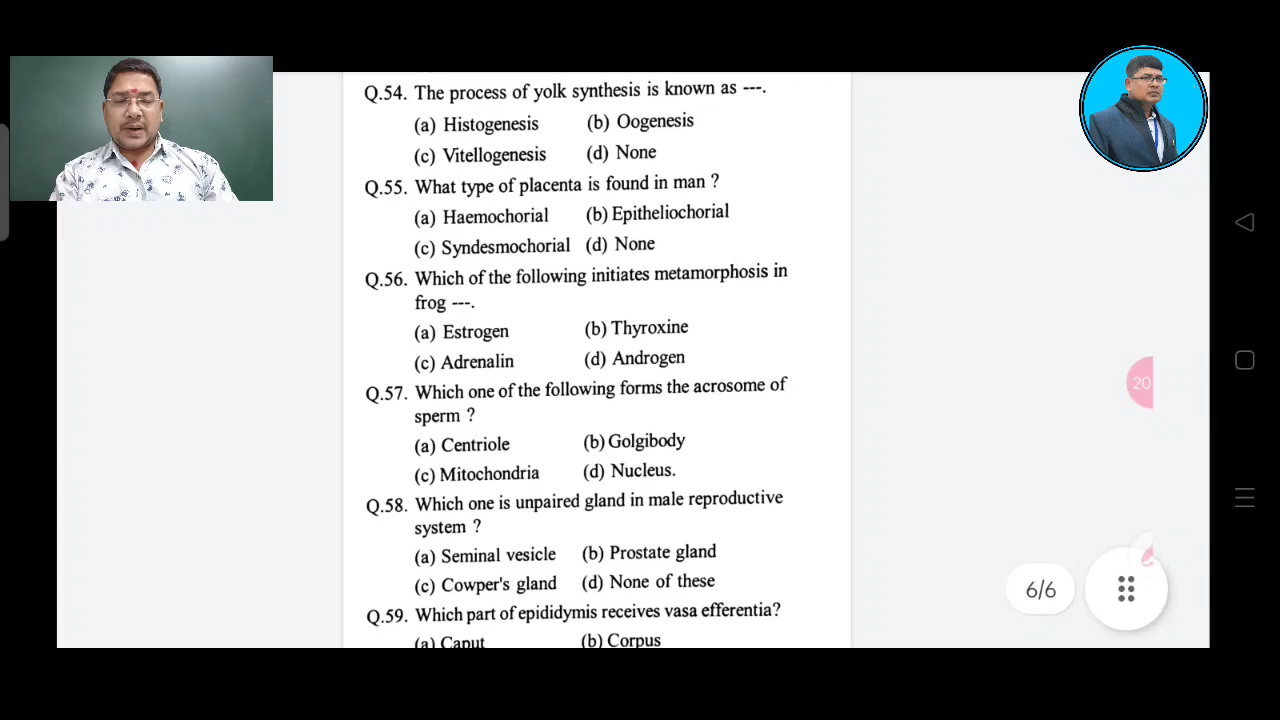 Q.54. The process of yolk synthesis is known as ---.
(a) Histogenesis (b) Oogenesis
(c) Vitellogenesis (d) None
Q.55. What type of placenta is found in man ?
(a) Haemochorial (b) Epitheliochorial
(c) Syndesmochorial (d) None
Q.56. Which of the following initiates metamorphosis in
frog ---.
(a) Estrogen (b) Thyroxine
(c) Adrenalin (d) Androgen
Q.57. Which one of the following forms the acrosome of
sperm ?
(a) Centriole (b) Golgibody
(c) Mitochondria (d) Nucleus.
Q.58. Which one is unpaired gland in male reproductive
system ?
(a) Seminal vesicle (b) Prostate gland
(c) Cowper's gland (d) None of these
Q.59. Which part of epididymis receives vasa efferentia?
(a) Caput (b) Corpus
20
6/6